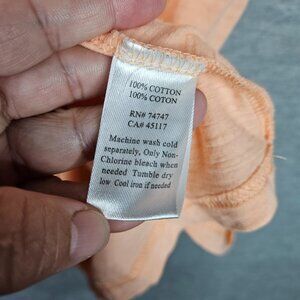 100% COTTON
100% COTON
RN# 74747
CA# 45117
Machine wash cold
separately, Only Non-
Chlorine bleach when
needed Tumble dry
low Cool iron if needed